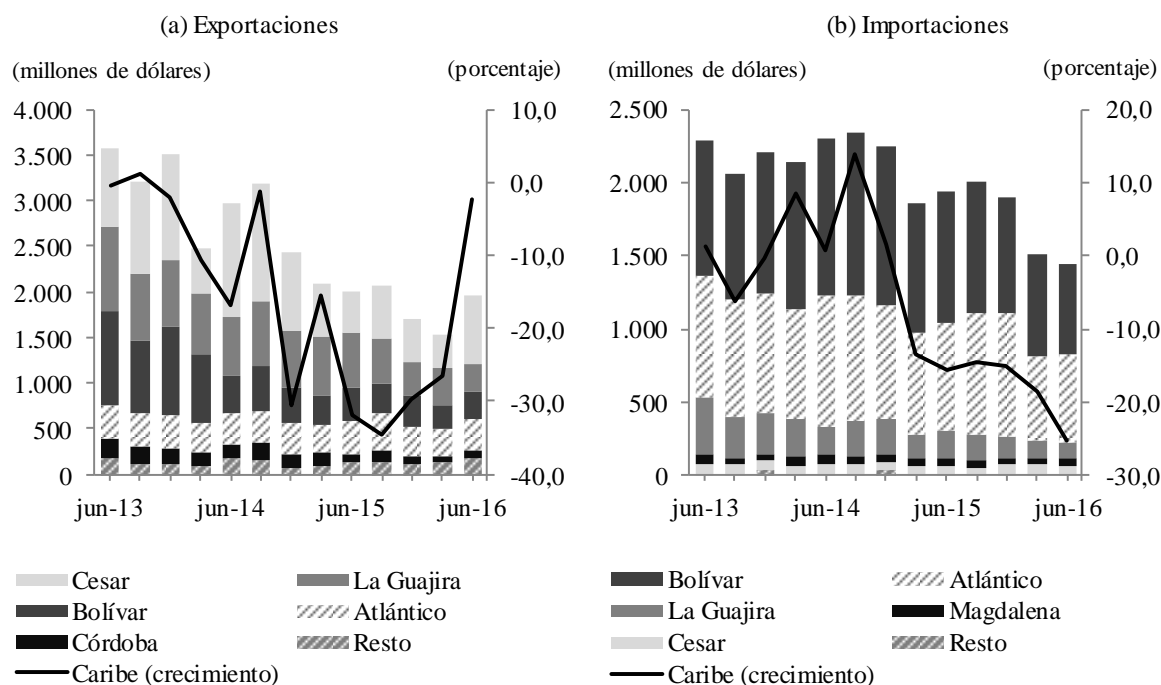 (a) Exportaciones
(millones de dólares) (porcentaje)
4.000
3.500
3.000
2.500
2.000
1.500
1.000
500
0
10,0
0,0
-10,0
-20,0
-30,0
-40,0
jun-13 jun-14 jun-15 jun-16
Cesar La Guajira
Bolívar Atlántico
Córdoba Resto
Caribe (crecimiento)
(b) Importaciones
(millones de dólares) (porcentaje)
2.500
2.000
1.500
1.000
500
0
20,0
10,0
0,0
-10,0
-20,0
-30,0
jun-13 jun-14 jun-15 jun-16
Bolívar Atlántico
La Guajira Magdalena
Cesar Resto
Caribe (crecimiento)